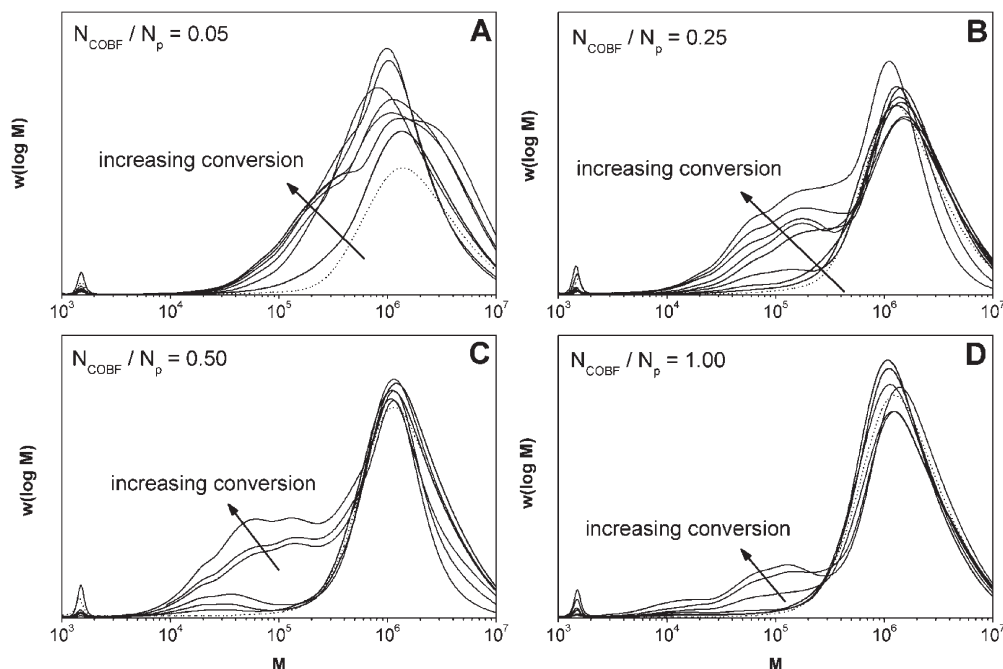 N_COBF / N_p = 0.05
A
increasing conversion
w(log M)
10^3 10^4 10^5 10^6 10^7
N_COBF / N_p = 0.25
B
increasing conversion
w(log M)
10^3 10^4 10^5 10^6 10^7
N_COBF / N_p = 0.50
C
increasing conversion
w(log M)
10^3 10^4 10^5 10^6 10^7
M
N_COBF / N_p = 1.00
D
increasing conversion
w(log M)
10^3 10^4 10^5 10^6 10^7
M